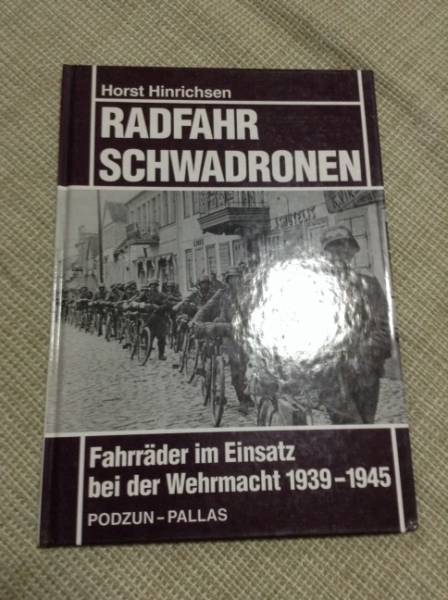 Horst Hinrichsen
RADFAHR
SCHWADRONEN
Fahrräder im Einsatz
bei der Wehrmacht 1939–1945
PODZUN–PALLAS